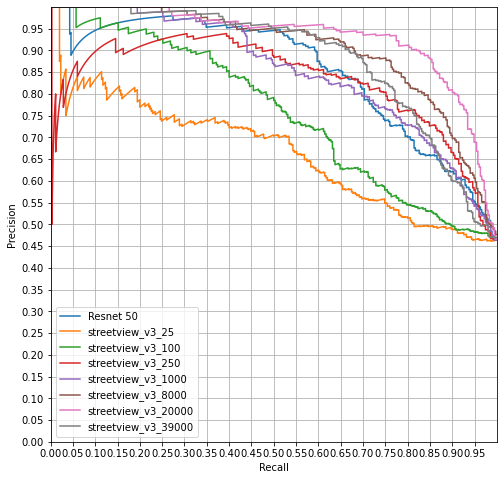 0.95
0.90
0.85
0.80
0.75
0.70
0.65
0.60
0.55
0.50
0.45
0.40
0.35
0.30
0.25
0.20
0.15
0.10
0.05
0.00
Precision
Resnet 50
streetview_v3_25
streetview_v3_100
streetview_v3_250
streetview_v3_1000
streetview_v3_8000
streetview_v3_20000
streetview_v3_39000
0.00 0.05 0.10 0.15 0.20 0.25 0.30 0.35 0.40 0.45 0.50 0.55 0.60 0.65 0.70 0.75 0.80 0.85 0.90 0.95
Recall